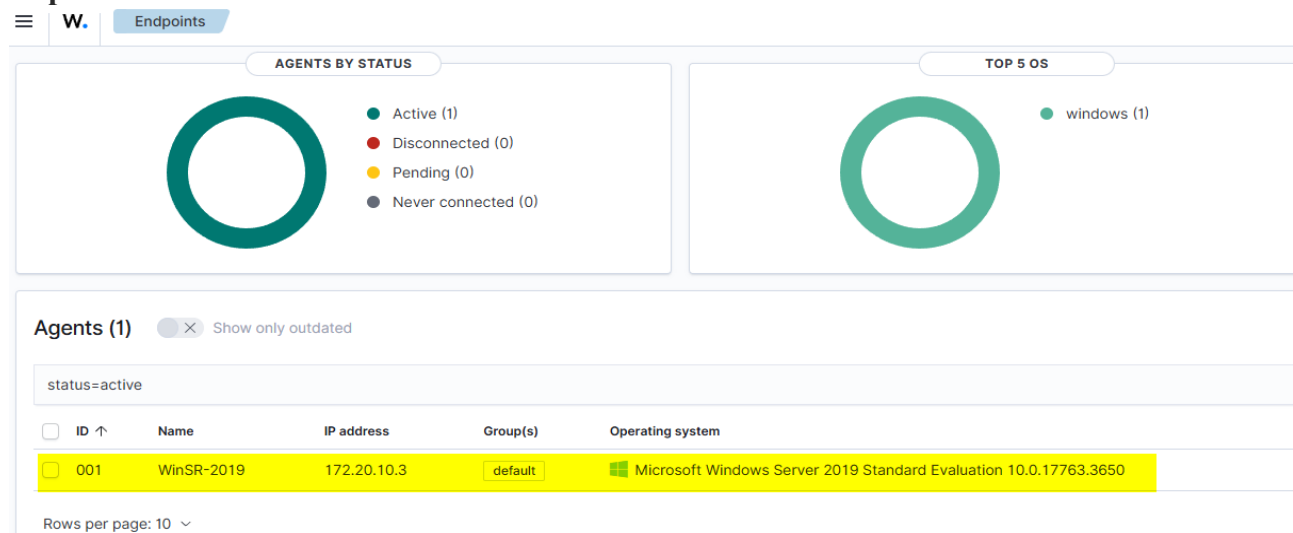 W. Endpoints
AGENTS BY STATUS
Active (1)
Disconnected (0)
Pending (0)
Never connected (0)
TOP 5 OS
windows (1)
Agents (1) Show only outdated
status=active
ID ↑ Name IP address Group(s) Operating system
001 WinSR-2019 172.20.10.3 default Microsoft Windows Server 2019 Standard Evaluation 10.0.17763.3650
Rows per page: 10